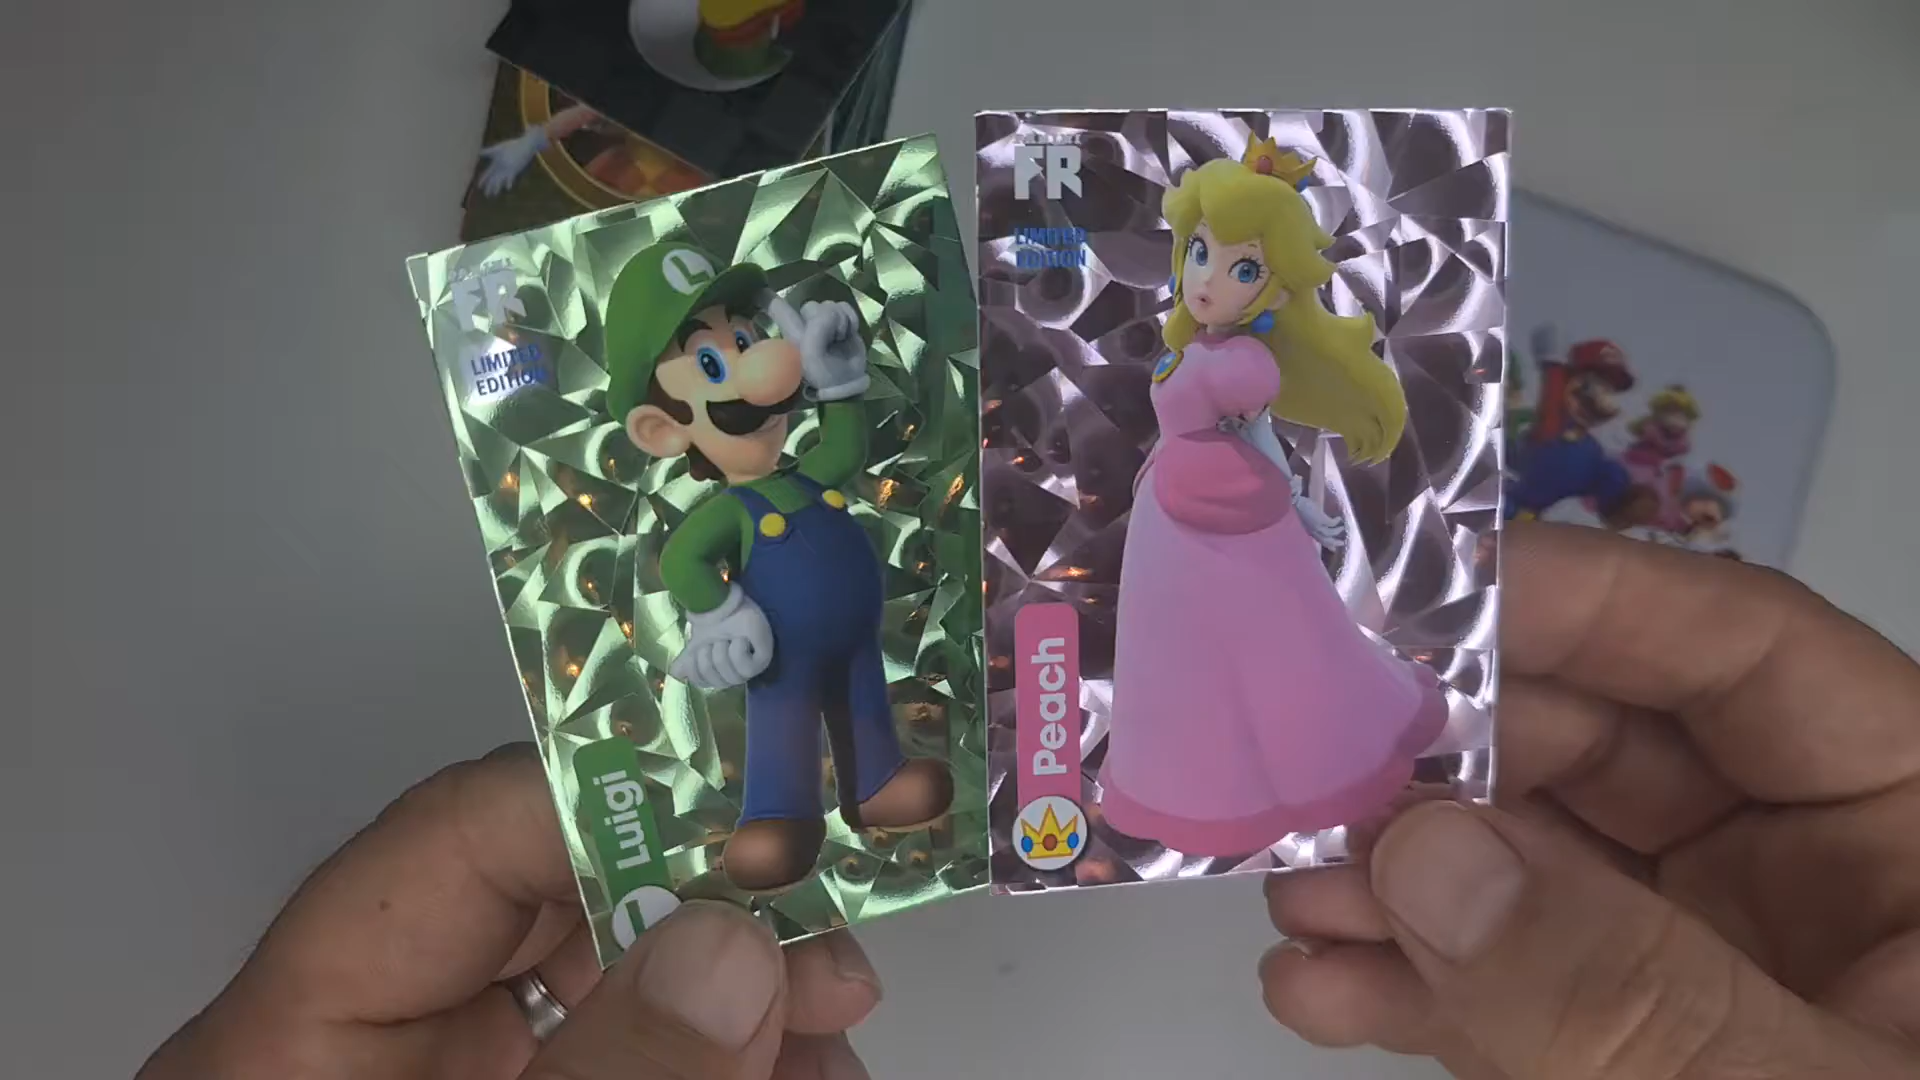 FR
LIMITED
EDITION
Luigi
L
FR
LIMITED
EDITION
Peach